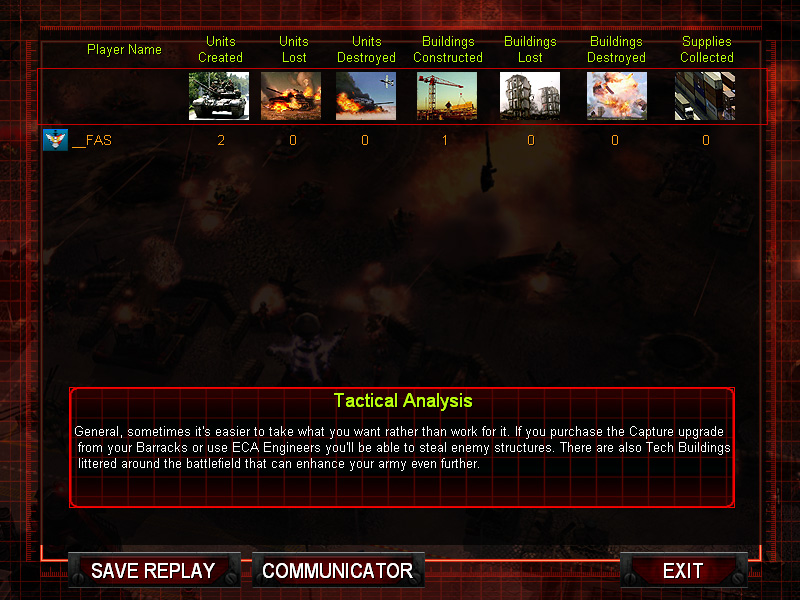 Player Name Units Created Units Lost Units Destroyed Buildings Constructed Buildings Lost Buildings Destroyed Supplies Collected
__FAS 2 0 0 1 0 0 0
Tactical Analysis
General, sometimes it's easier to take what you want rather than work for it. If you purchase the Capture upgrade
from your Barracks or use ECA Engineers you'll be able to steal enemy structures. There are also Tech Buildings
littered around the battlefield that can enhance your army even further.
SAVE REPLAY COMMUNICATOR EXIT